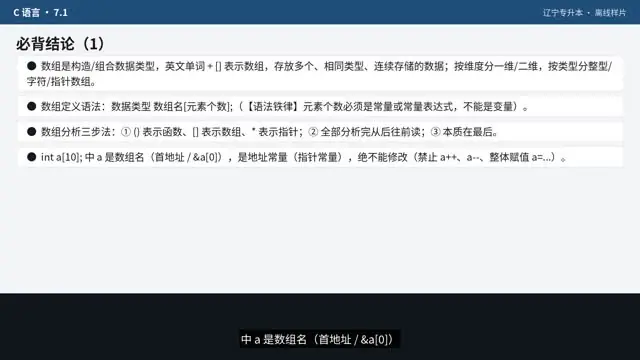 C 语言 · 7.1
辽宁专升本 · 离线样片
必背结论（1）
● 数组是构造/组合数据类型，英文单词 + [] 表示数组，存放多个、相同类型、连续存储的数据；按维度分一维/二维，按类型分整型/
字符/指针数组。
● 数组定义语法：数据类型 数组名[元素个数];（【语法铁律】元素个数必须是常量或常量表达式，不能是变量）。
● 数组分析三步法：① () 表示函数、[] 表示数组、* 表示指针；② 全部分析完从后往前读；③ 本质在最后。
● int a[10]; 中 a 是数组名（首地址 / &a[0]），是地址常量（指针常量），绝不能修改（禁止 a++、a--、整体赋值 a=...）。
中 a 是数组名（首地址 / &a[0]）